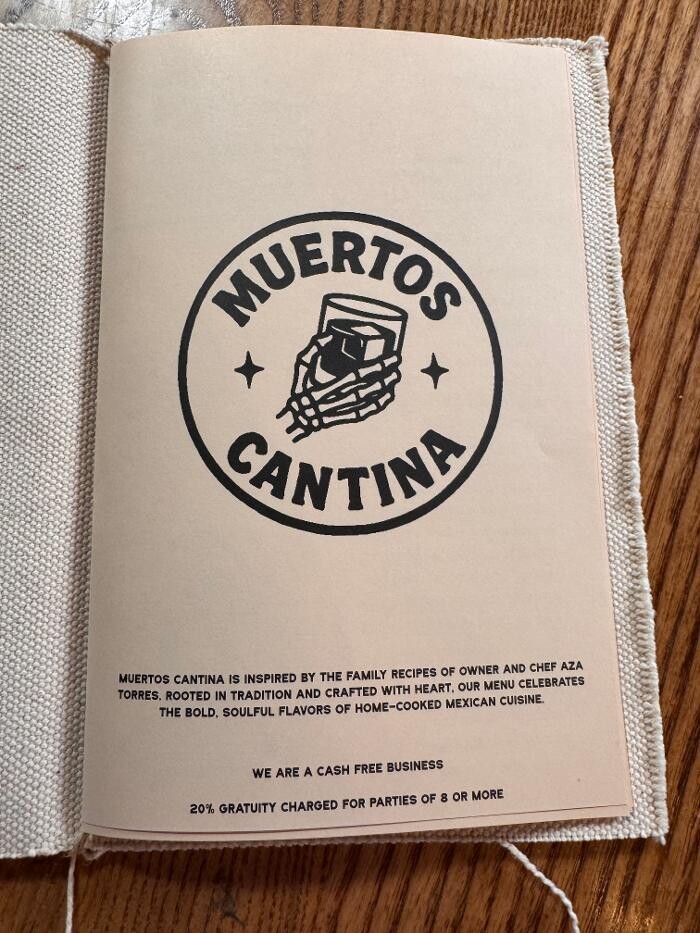 MUERTOS
CANTINA
MUERTOS CANTINA IS INSPIRED BY THE FAMILY RECIPES OF OWNER AND CHEF AZA
TORRES. ROOTED IN TRADITION AND CRAFTED WITH HEART, OUR MENU CELEBRATES
THE BOLD, SOULFUL FLAVORS OF HOME-COOKED MEXICAN CUISINE.
WE ARE A CASH FREE BUSINESS
20% GRATUITY CHARGED FOR PARTIES OF 8 OR MORE